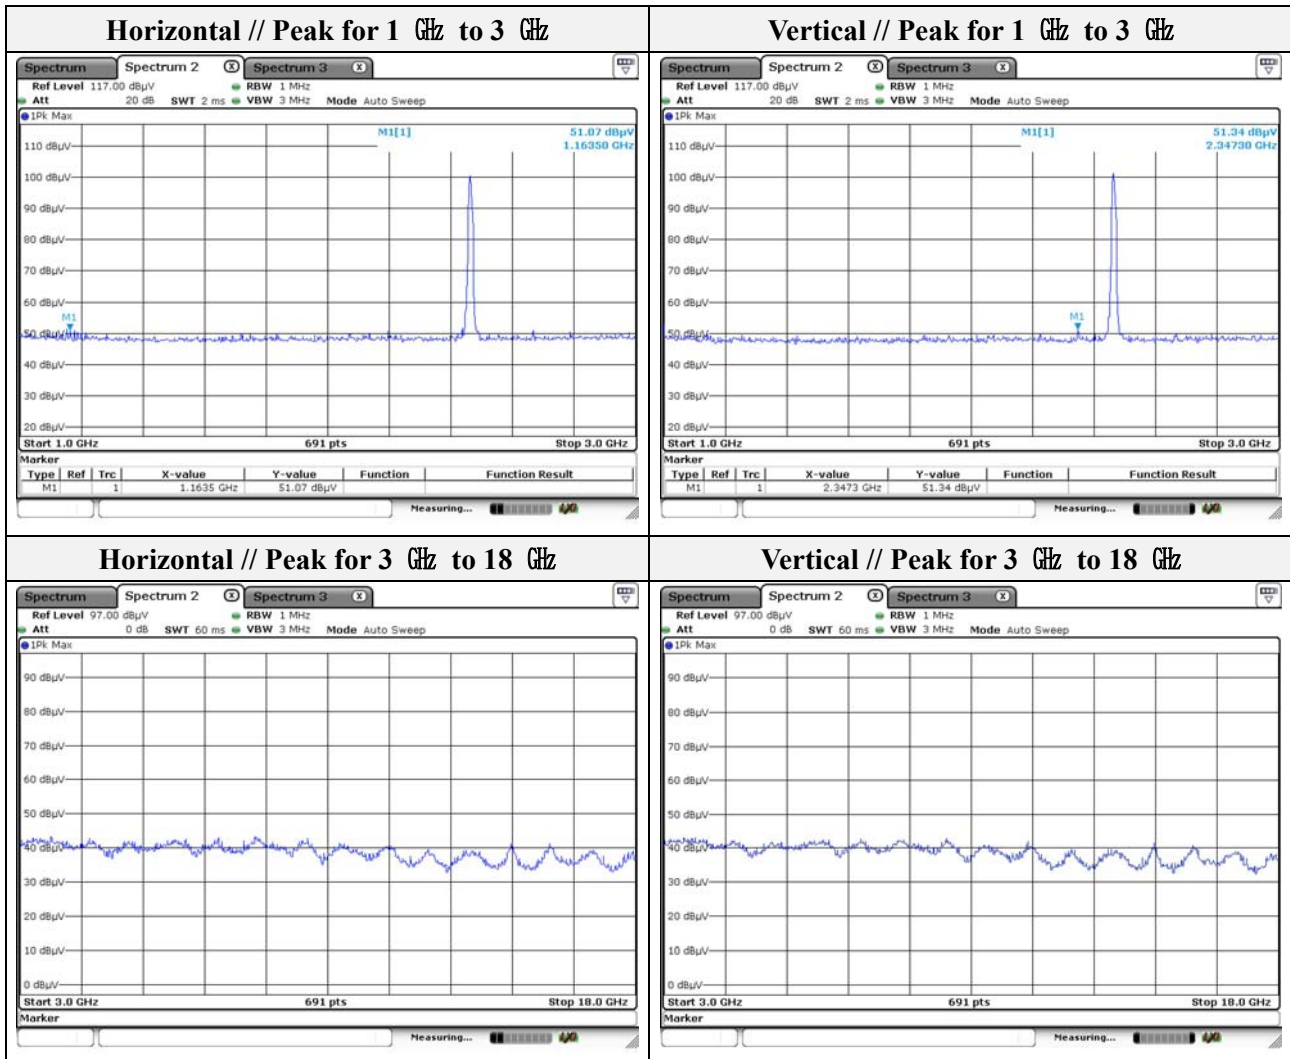 Horizontal // Peak for 1 ㎓ to 3 ㎓
Spectrum Spectrum 2 Spectrum 3
Ref Level 117.00 dBµV RBW 1 MHz
Att 20 dB SWT 2 ms VBW 3 MHz Mode Auto Sweep
1Pk Max
M1[1] 51.07 dBµV
1.16350 GHz
110 dBµV
100 dBµV
90 dBµV
80 dBµV
70 dBµV
60 dBµV
M1
50 dBµV
40 dBµV
30 dBµV
20 dBµV
Start 1.0 GHz 691 pts Stop 3.0 GHz
Marker
Type Ref Trc X-value Y-value Function Function Result
M1 1 1.1635 GHz 51.07 dBµV
Measuring...
Vertical // Peak for 1 ㎓ to 3 ㎓
Spectrum Spectrum 2 Spectrum 3
Ref Level 117.00 dBµV RBW 1 MHz
Att 20 dB SWT 2 ms VBW 3 MHz Mode Auto Sweep
1Pk Max
M1[1] 51.34 dBµV
2.34730 GHz
110 dBµV
100 dBµV
90 dBµV
80 dBµV
70 dBµV
60 dBµV
M1
50 dBµV
40 dBµV
30 dBµV
20 dBµV
Start 1.0 GHz 691 pts Stop 3.0 GHz
Marker
Type Ref Trc X-value Y-value Function Function Result
M1 1 2.3473 GHz 51.34 dBµV
Measuring...
Horizontal // Peak for 3 ㎓ to 18 ㎓
Spectrum Spectrum 2 Spectrum 3
Ref Level 97.00 dBµV RBW 1 MHz
Att 0 dB SWT 60 ms VBW 3 MHz Mode Auto Sweep
1Pk Max
90 dBµV
80 dBµV
70 dBµV
60 dBµV
50 dBµV
40 dBµV
30 dBµV
20 dBµV
10 dBµV
0 dBµV
Start 3.0 GHz 691 pts Stop 18.0 GHz
Marker
Measuring...
Vertical // Peak for 3 ㎓ to 18 ㎓
Spectrum Spectrum 2 Spectrum 3
Ref Level 97.00 dBµV RBW 1 MHz
Att 0 dB SWT 60 ms VBW 3 MHz Mode Auto Sweep
1Pk Max
90 dBµV
80 dBµV
70 dBµV
60 dBµV
50 dBµV
40 dBµV
30 dBµV
20 dBµV
10 dBµV
0 dBµV
Start 3.0 GHz 691 pts Stop 18.0 GHz
Marker
Measuring...